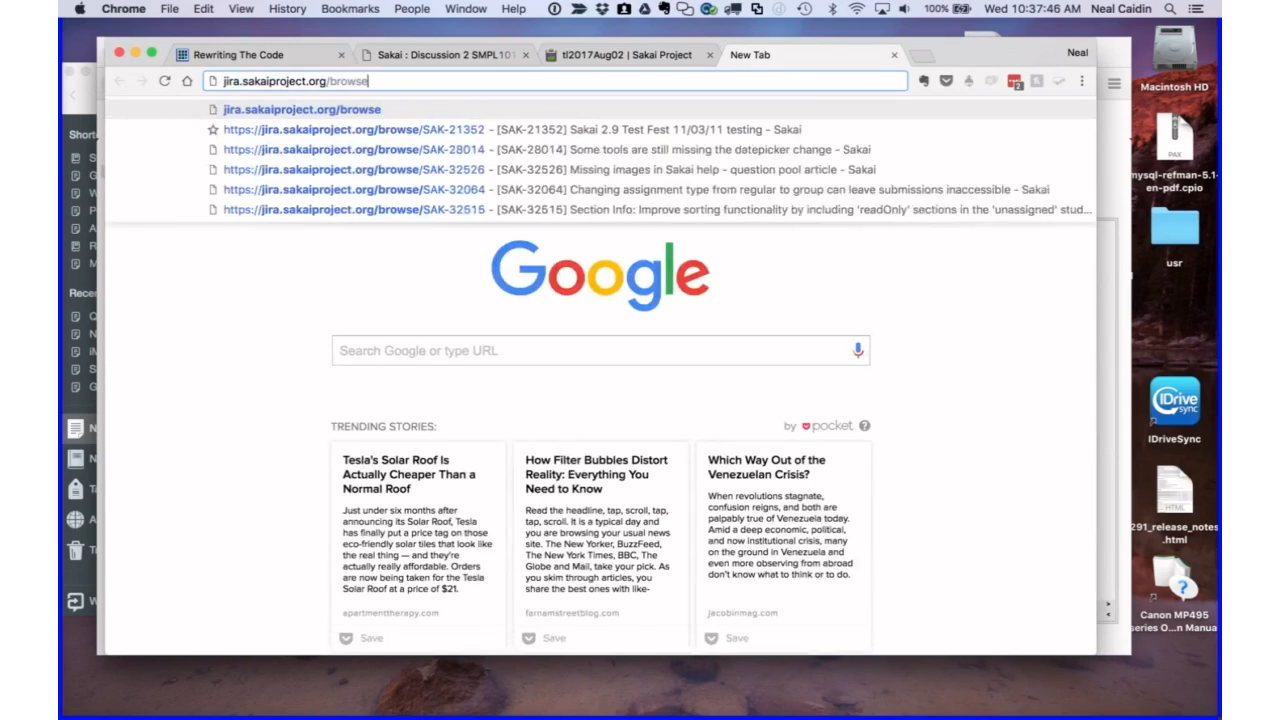 Chrome File Edit View History Bookmarks People Window Help 100% Wed 10:37:46 AM Neal Caidin
Rewriting The Code
Sakai : Discussion 2 SMPL101
tl2017Aug02 | Sakai Project
New Tab
Neal
jira.sakaiproject.org/browse
jira.sakaiproject.org/browse
https://jira.sakaiproject.org/browse/SAK-21352 - [SAK-21352] Sakai 2.9 Test Fest 11/03/11 testing - Sakai
https://jira.sakaiproject.org/browse/SAK-28014 - [SAK-28014] Some tools are still missing the datepicker change - Sakai
https://jira.sakaiproject.org/browse/SAK-32526 - [SAK-32526] Missing images in Sakai help - question pool article - Sakai
https://jira.sakaiproject.org/browse/SAK-32064 - [SAK-32064] Changing assignment type from regular to group can leave submissions inaccessible - Sakai
https://jira.sakaiproject.org/browse/SAK-32515 - [SAK-32515] Section Info: Improve sorting functionality by including 'readOnly' sections in the 'unassigned' stud...
Google
Search Google or type URL
TRENDING STORIES:
by pocket
Tesla's Solar Roof Is
Actually Cheaper Than a
Normal Roof
Just under six months after
announcing its Solar Roof, Tesla
has finally put a price tag on those
eco-friendly solar tiles that look like
the real thing — and they're
actually really affordable. Orders
are now being taken for the Tesla
Solar Roof at a price of $21.
apartmenttherapy.com
Save
How Filter Bubbles Distort
Reality: Everything You
Need to Know
Read the headline, tap, scroll, tap,
tap, scroll. It is a typical day and
you are browsing your usual news
site. The New Yorker, BuzzFeed,
The New York Times, BBC, The
Globe and Mail, take your pick. As
you skim through articles, you
share the best ones with like-
farnamstreetblog.com
Save
Which Way Out of the
Venezuelan Crisis?
When revolutions stagnate,
confusion reigns, and both are
palpably true of Venezuela today.
Amid a deep economic, political,
and now institutional crisis, many
on the ground in Venezuela and
even more observing from abroad
don't know what to think or to do.
jacobinmag.com
Save
Short
Rece
Macintosh HD
PAX
mysql-refman-5.1-
en-pdf.cpio
usr
IDrive
sync
IDriveSync
HTML
291_release_notes
.html
Canon MP495
series O...n Manua